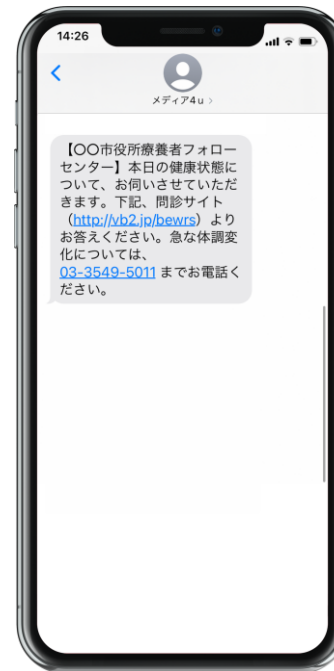 14:26
メディア4u >
【〇〇市役所療養者フォロー
センター】本日の健康状態に
ついて、お伺いさせていただ
きます。下記、問診サイト
（http://vb2.jp/bewrs）より
お答えください。急な体調変
化については、
03-3549-5011 までお電話く
ださい。